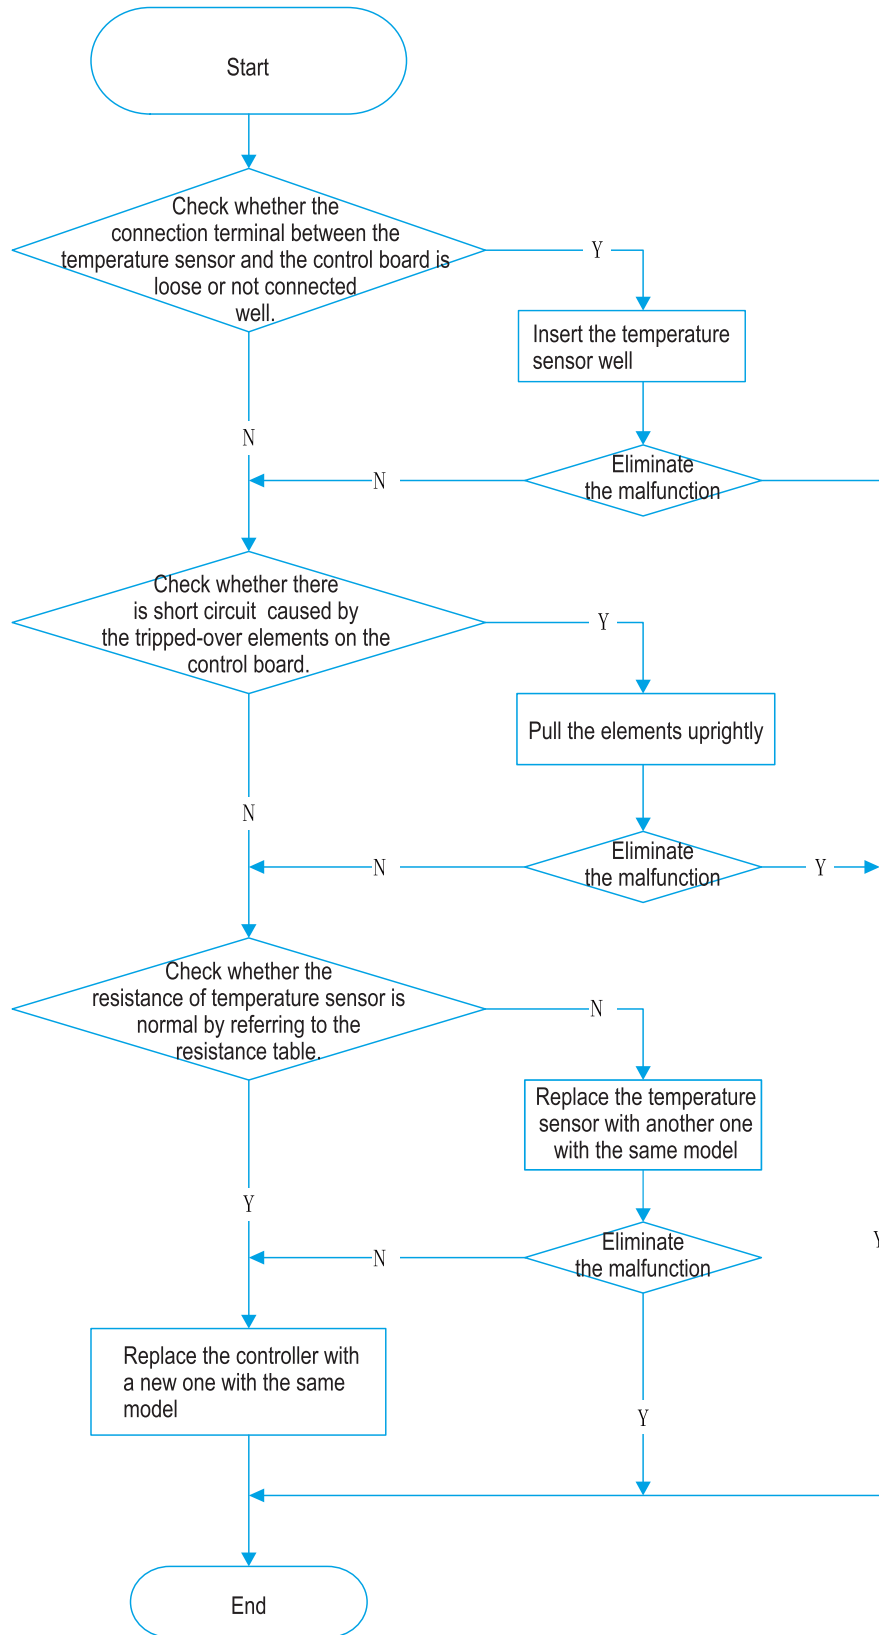 Start
Check whether the
connection terminal between the
temperature sensor and the control board is
loose or not connected
well.
Y
Insert the temperature
sensor well
N
Eliminate
the malfunction
N
Check whether there
is short circuit caused by
the tripped-over elements on the
control board.
Y
Pull the elements uprightly
N
Eliminate
the malfunction
N
Y
Check whether the
resistance of temperature sensor is
normal by referring to the
resistance table.
N
Replace the temperature
sensor with another one
with the same model
Y
Eliminate
the malfunction
N
Y
Replace the controller with
a new one with the same
model
Y
End